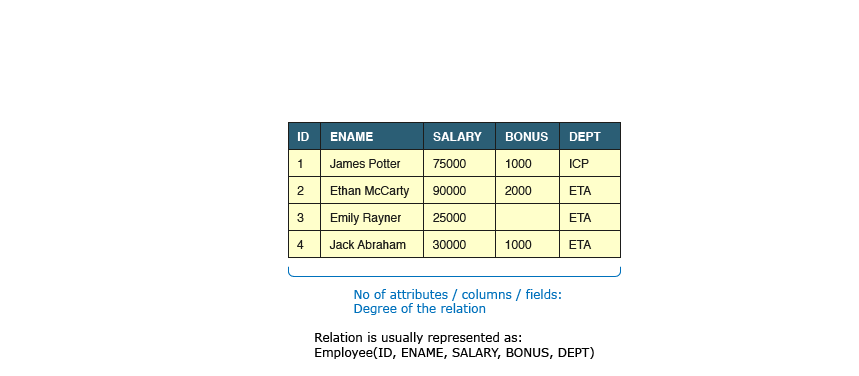 ID ENAME SALARY BONUS DEPT
1 James Potter 75000 1000 ICP
2 Ethan McCarty 90000 2000 ETA
3 Emily Rayner 25000 ETA
4 Jack Abraham 30000 1000 ETA
No of attributes / columns / fields:
Degree of the relation
Relation is usually represented as:
Employee(ID, ENAME, SALARY, BONUS, DEPT)